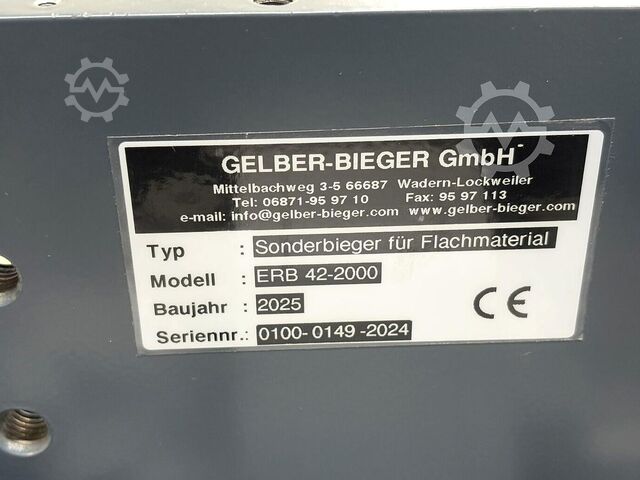 GELBER-BIEGER GmbH
Mittelbachweg 3-5 66687 Wadern-Lockweiler
Tel: 06871-95 97 10 Fax: 95 97 113
e-mail: info@gelber-bieger.com www.gelber-bieger.com
Typ : Sonderbieger für Flachmaterial
Modell : ERB 42-2000
Baujahr : 2025
Seriennr.: 0100-0149-2024
CE